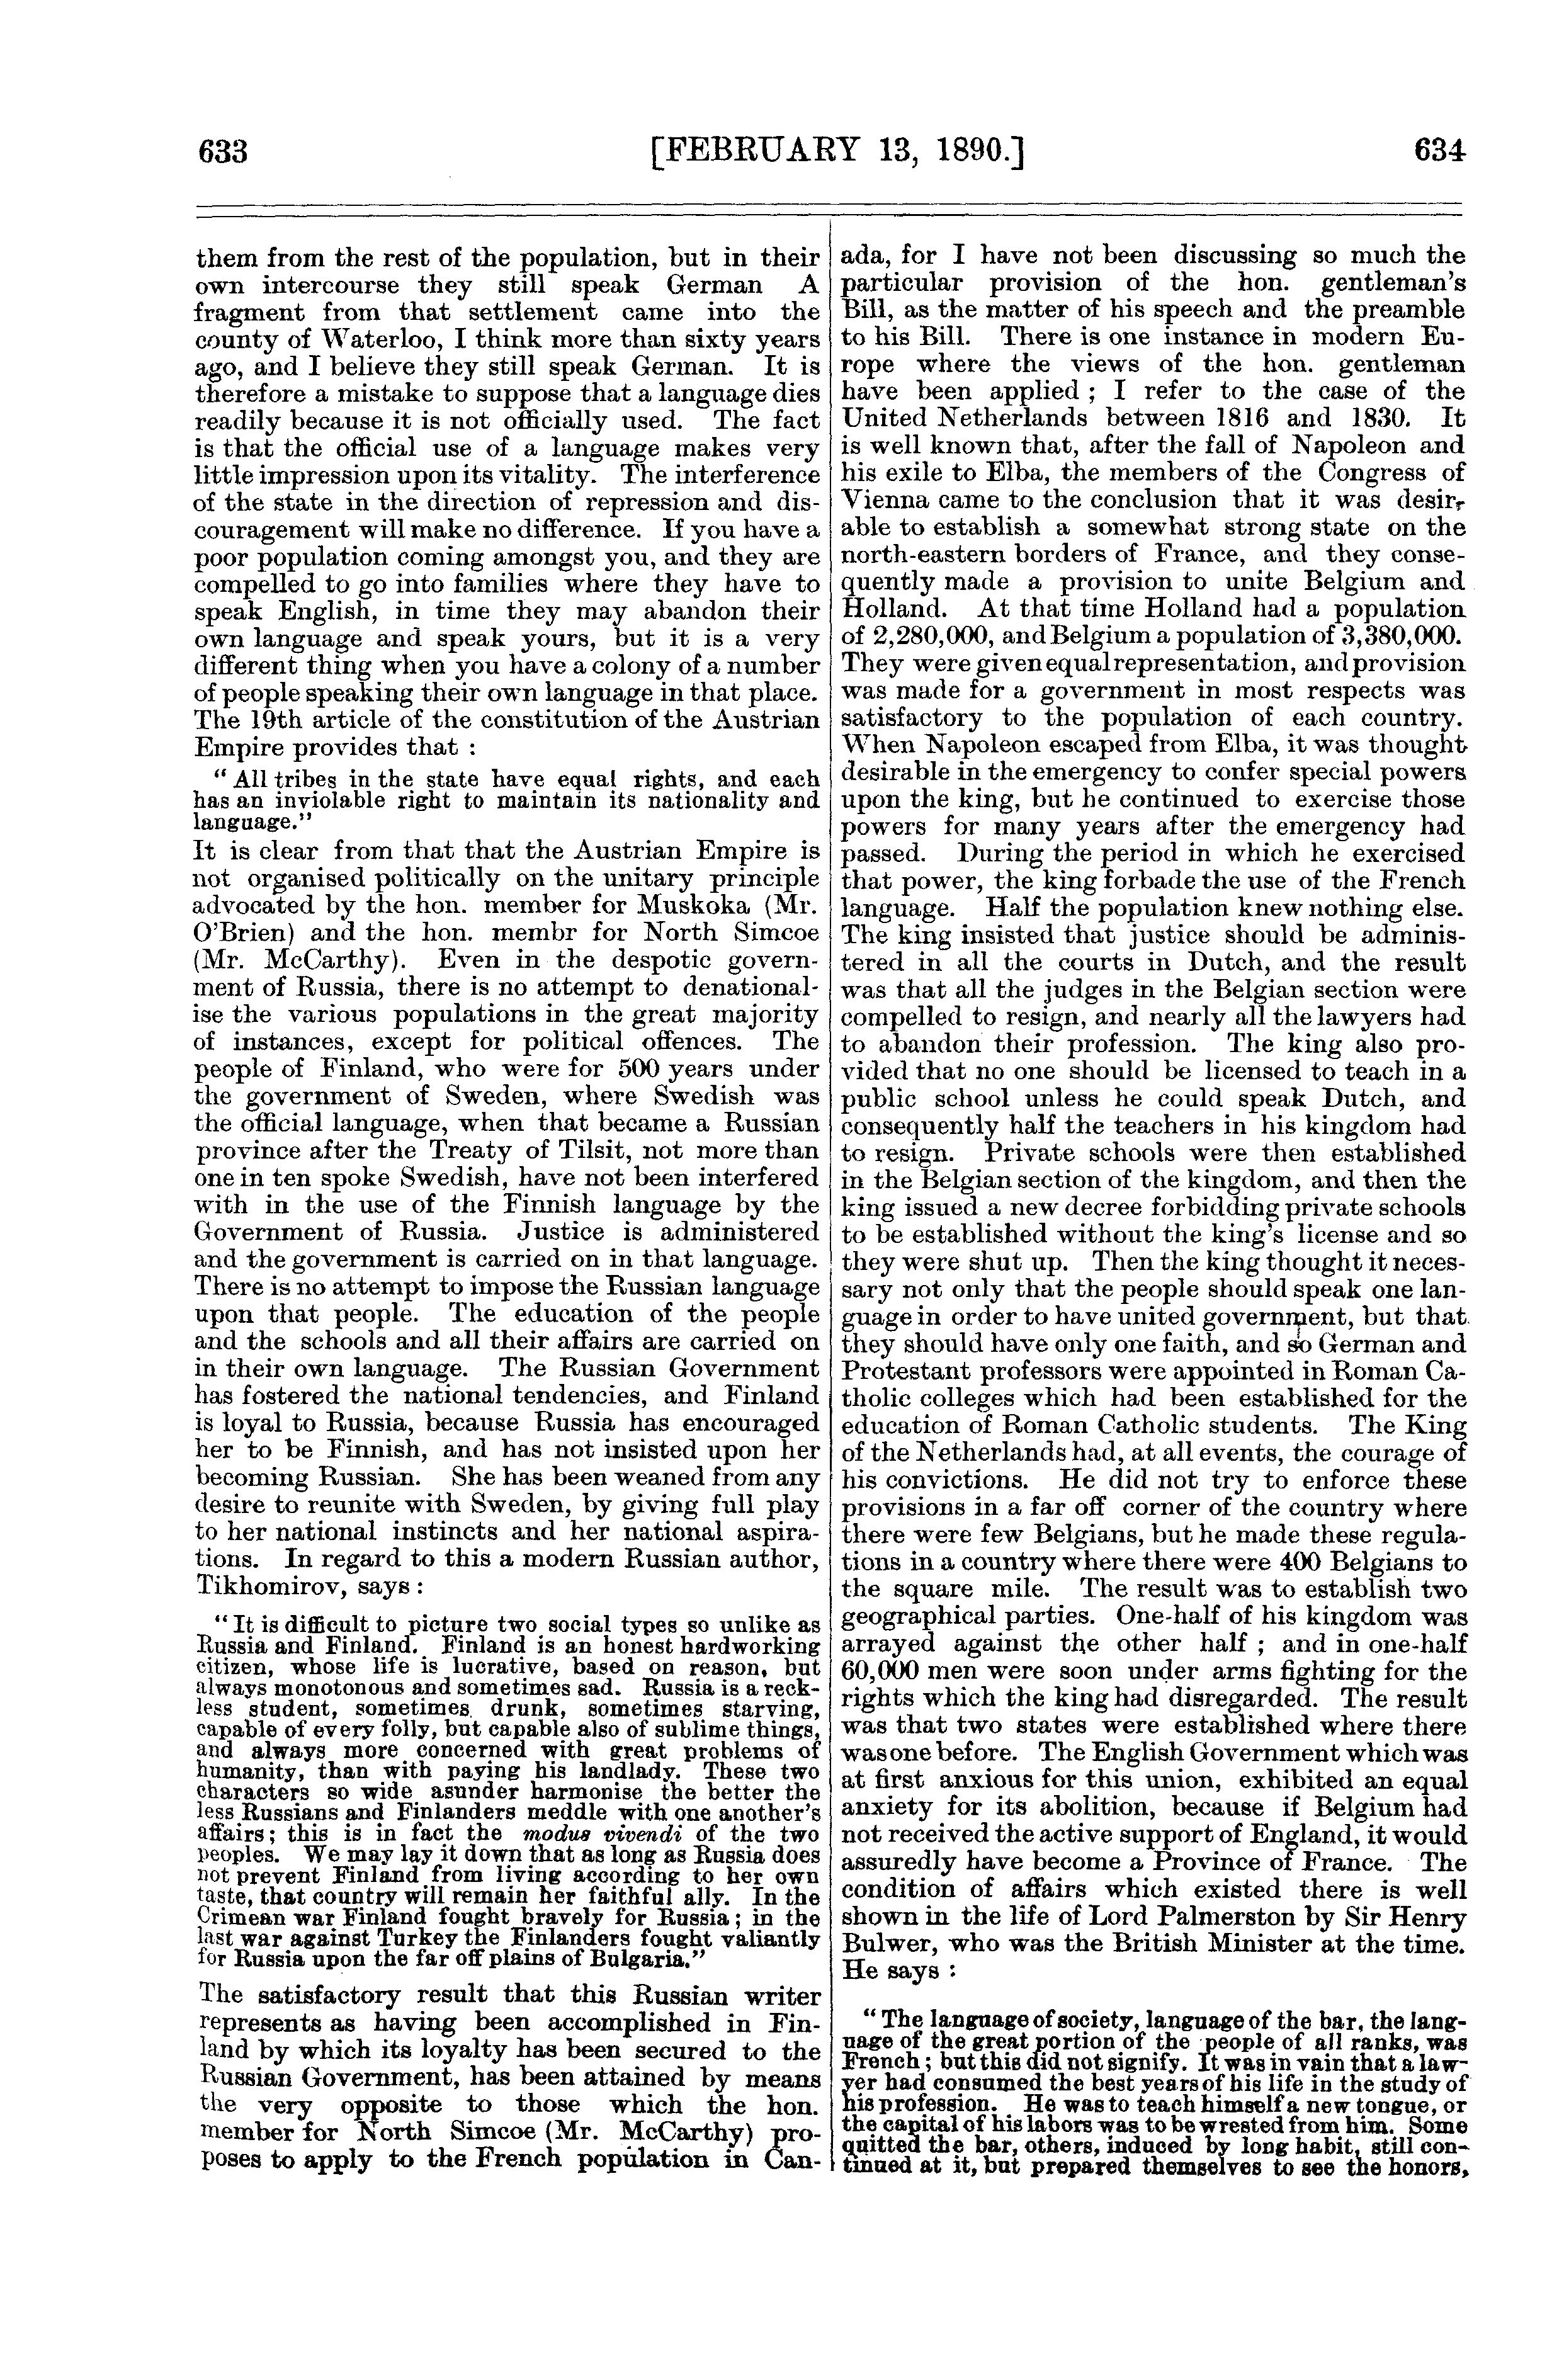 633
[FEBRUARY 13, 1890.]
634
them from the rest of the population, but in their
own intercourse they still speak German A
fragment from that settlement came into the
county of Waterloo, I think more than sixty years
ago, and I believe they still speak German. It is
therefore a mistake to suppose that a language dies
readily because it is not officially used. The fact
is that the official use of a language makes very
little impression upon its vitality. The interference
of the state in the direction of repression and dis-
couragement will make no difference. If you have a
poor population coming amongst you, and they are
compelled to go into families where they have to
speak English, in time they may abandon their
own language and speak yours, but it is a very
different thing when you have a colony of a number
of people speaking their own language in that place.
The 19th article of the constitution of the Austrian
Empire provides that :
" All tribes in the state have equal rights, and each
has an inviolable right to maintain its nationality and
language."
It is clear from that that the Austrian Empire is
not organised politically on the unitary principle
advocated by the hon. member for Muskoka (Mr.
O'Brien) and the hon. membr for North Simcoe
(Mr. McCarthy). Even in the despotic govern-
ment of Russia, there is no attempt to denational-
ise the various populations in the great majority
of instances, except for political offences. The
people of Finland, who were for 500 years under
the government of Sweden, where Swedish was
the official language, when that became a Russian
province after the Treaty of Tilsit, not more than
one in ten spoke Swedish, have not been interfered
with in the use of the Finnish language by the
Government of Russia. Justice is administered
and the government is carried on in that language.
There is no attempt to impose the Russian language
upon that people. The education of the people
and the schools and all their affairs are carried on
in their own language. The Russian Government
has fostered the national tendencies, and Finland
is loyal to Russia, because Russia has encouraged
her to be Finnish, and has not insisted upon her
becoming Russian. She has been weaned from any
desire to reunite with Sweden, by giving full play
to her national instincts and her national aspira-
tions. In regard to this a modern Russian author,
Tikhomirov, says :
" It is difficult to picture two social types so unlike as
Russia and Finland. Finland is an honest hardworking
citizen, whose life is lucrative, based on reason, but
always monotonous and sometimes sad. Russia is a reck-
less student, sometimes drunk, sometimes starving,
capable of every folly, but capable also of sublime things,
and always more concerned with great problems of
humanity, than with paying his landlady. These two
characters so wide asunder harmonise the better the
less Russians and Finlanders meddle with one another's
affairs; this is in fact the modus vivendi of the two
peoples. We may lay it down that as long as Russia does
not prevent Finland from living according to her own
taste, that country will remain her faithful ally. In the
Crimean war Finland fought bravely for Russia; in the
last war against Turkey the Finlanders fought valiantly
for Russia upon the far off plains of Bulgaria."
The satisfactory result that this Russian writer
represents as having been accomplished in Fin-
land by which its loyalty has been secured to the
Russian Government, has been attained by means
the very opposite to those which the hon.
member for North Simcoe (Mr. McCarthy) pro-
poses to apply to the French population in Can-
ada, for I have not been discussing so much the
particular provision of the hon. gentleman's
Bill, as the matter of his speech and the preamble
to his Bill. There is one instance in modern Eu-
rope where the views of the hon. gentleman
have been applied ; I refer to the case of the
United Netherlands between 1816 and 1830. It
is well known that, after the fall of Napoleon and
his exile to Elba, the members of the Congress of
Vienna came to the conclusion that it was desir-
able to establish a somewhat strong state on the
north-eastern borders of France, and they conse-
quently made a provision to unite Belgium and
Holland. At that time Holland had a population
of 2,280,000, and Belgium a population of 3,380,000.
They were given equal representation, and provision
was made for a government in most respects was
satisfactory to the population of each country.
When Napoleon escaped from Elba, it was thought
desirable in the emergency to confer special powers
upon the king, but he continued to exercise those
powers for many years after the emergency had
passed. During the period in which he exercised
that power, the king forbade the use of the French
language. Half the population knew nothing else.
The king insisted that justice should be adminis-
tered in all the courts in Dutch, and the result
was that all the judges in the Belgian section were
compelled to resign, and nearly all the lawyers had
to abandon their profession. The king also pro-
vided that no one should be licensed to teach in a
public school unless he could speak Dutch, and
consequently half the teachers in his kingdom had
to resign. Private schools were then established
in the Belgian section of the kingdom, and then the
king issued a new decree forbidding private schools
to be established without the king's license and so
they were shut up. Then the king thought it neces-
sary not only that the people should speak one lan-
guage in order to have united government, but that
they should have only one faith, and so German and
Protestant professors were appointed in Roman Ca-
tholic colleges which had been established for the
education of Roman Catholic students. The King
of the Netherlands had, at all events, the courage of
his convictions. He did not try to enforce these
provisions in a far off corner of the country where
there were few Belgians, but he made these regula-
tions in a country where there were 400 Belgians to
the square mile. The result was to establish two
geographical parties. One-half of his kingdom was
arrayed against the other half ; and in one-half
60,000 men were soon under arms fighting for the
rights which the king had disregarded. The result
was that two states were established where there
was one before. The English Government which was
at first anxious for this union, exhibited an equal
anxiety for its abolition, because if Belgium had
not received the active support of England, it would
assuredly have become a Province of France. The
condition of affairs which existed there is well
shown in the life of Lord Palmerston by Sir Henry
Bulwer, who was the British Minister at the time.
He says :
" The language of society, language of the bar, the lang-
uage of the great portion of the people of all ranks, was
French ; but this did not signify. It was in vain that a law-
yer had consumed the best years of his life in the study of
his profession. He was to teach himself a new tongue, or
the capital of his labors was to be wrested from him. Some
quitted the bar, others, induced by long habit, still con-
tinued at it, but prepared themselves to see the honors,